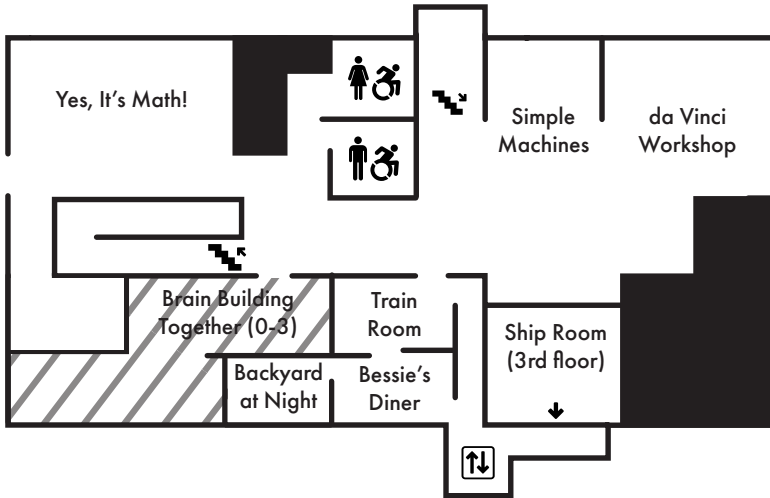 Yes, It's Math!
Simple
Machines
da Vinci
Workshop
Brain Building
Together (0-3)
Train
Room
Ship Room
(3rd floor)
Backyard
at Night
Bessie's
Diner